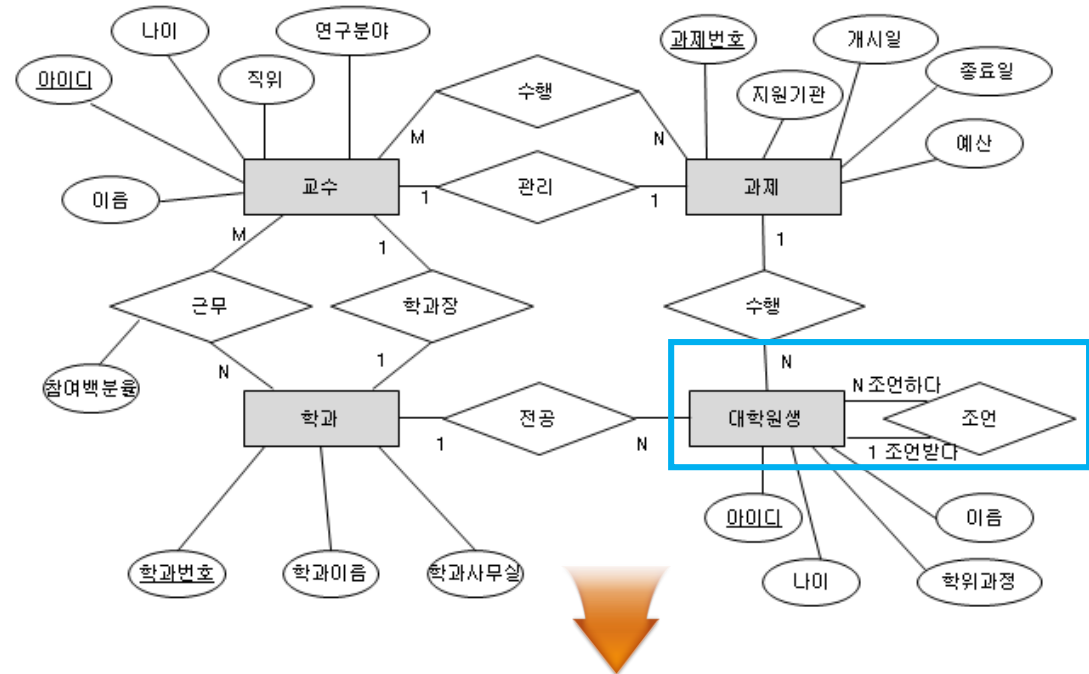 나이
연구분야
과제번호
개시일
아이디
직위
수행
지원기관
종료일
M
N
예산
교수
1
관리
1
과제
이름
M
1
1
근무
학과장
수행
N
1
N
N 조언하다
참여백분율
학과
전공
대학원생
조언
1
N
1 조언받다
아이디
이름
학과번호
학과이름
학과사무실
나이
학위과정